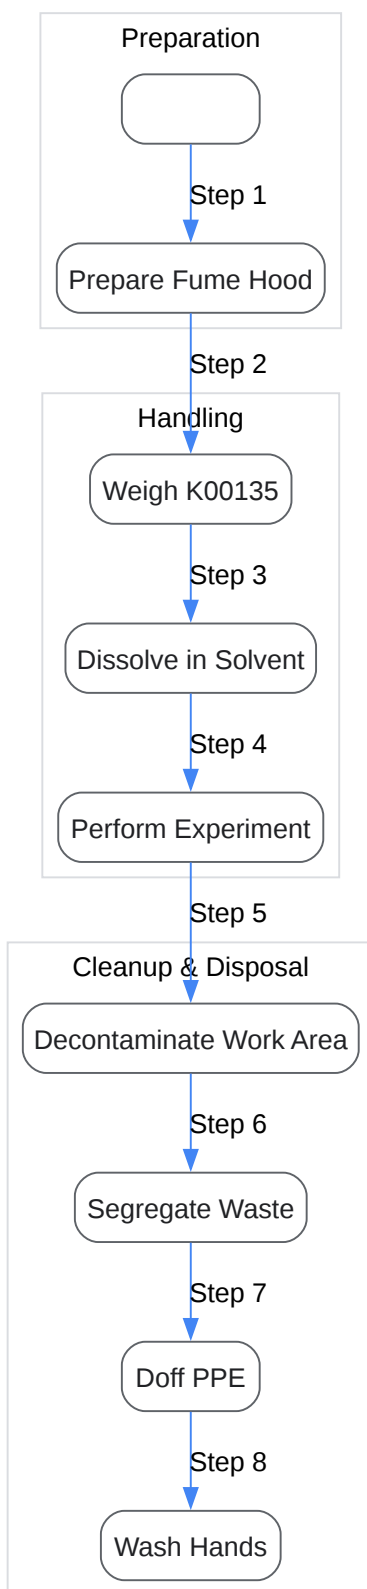 Preparation
Step 1
Prepare Fume Hood
Step 2
Handling
Weigh K00135
Step 3
Dissolve in Solvent
Step 4
Perform Experiment
Step 5
Cleanup & Disposal
Decontaminate Work Area
Step 6
Segregate Waste
Step 7
Doff PPE
Step 8
Wash Hands